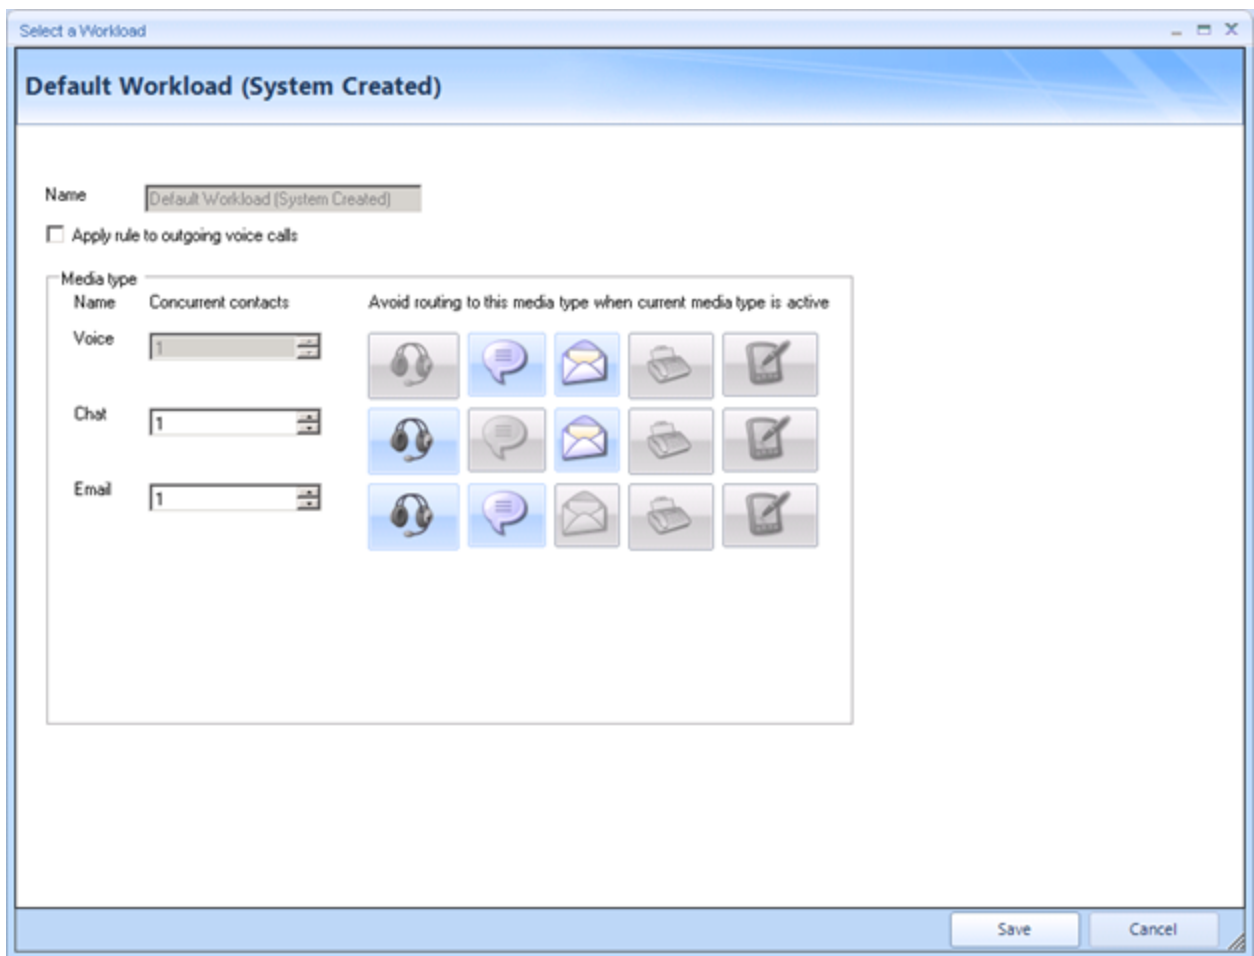 Select a Workload
Default Workload (System Created)
Name Default Workload (System Created)
Apply rule to outgoing voice calls
Media type
Name Concurrent contacts Avoid routing to this media type when current media type is active
Voice 1
Chat 1
Email 1
Save Cancel